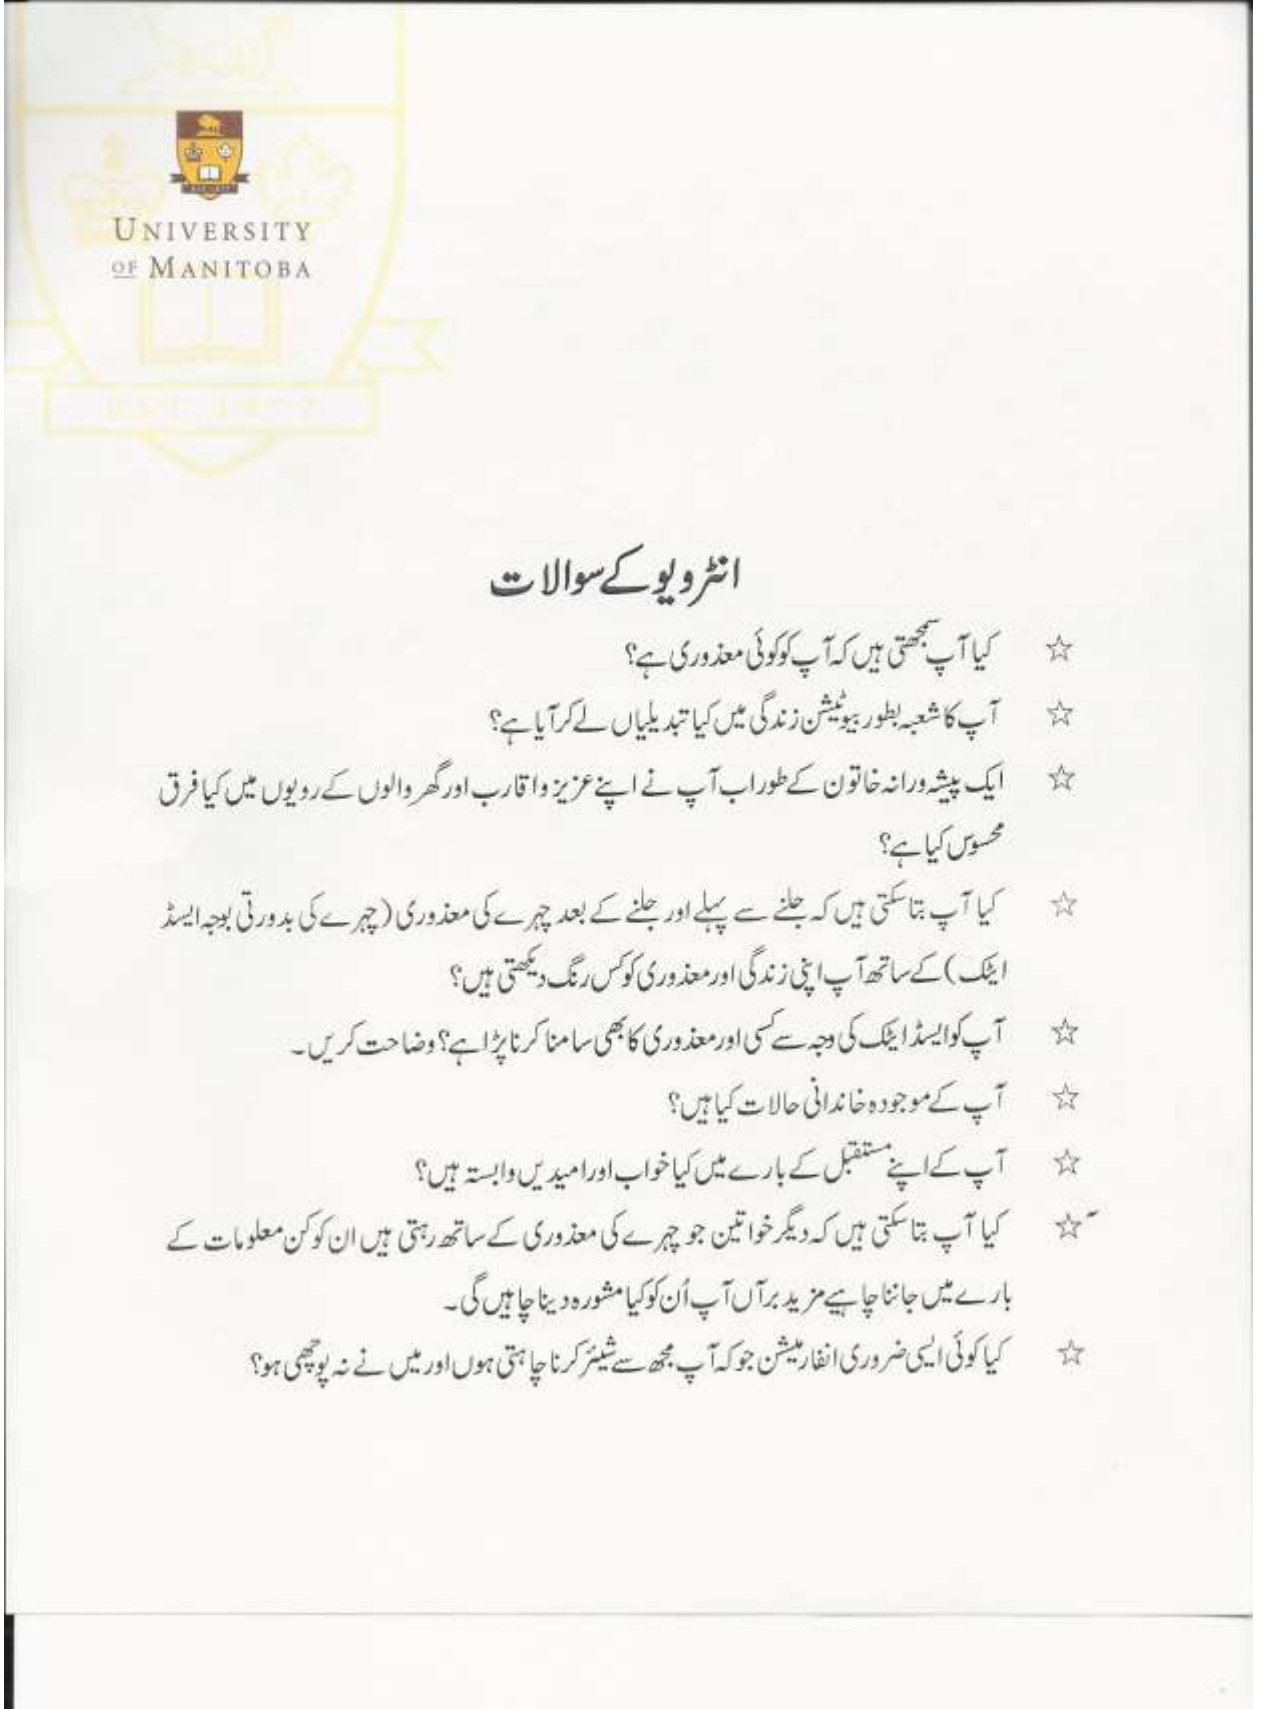 UNIVERSITY
OF MANITOBA
انٹرویو کے سوالات
☆ کیا آپ سمجھتی ہیں کہ آپ کو کوئی معذوری ہے؟
☆ آپ کا شعبہ بطور بیوٹیشن زندگی میں کیا تبدیلیاں لے کر آیا ہے؟
☆ ایک پیشہ ورانہ خاتون کے طور اب آپ نے اپنے عزیز و اقارب اور گھر والوں کے رویوں میں کیا فرق
محسوس کیا ہے؟
☆ کیا آپ بتا سکتی ہیں کہ جلنے سے پہلے اور جلنے کے بعد چہرے کی معذوری (چہرے کی بدورتی بوجہ ایسڈ
اٹیک) کے ساتھ آپ اپنی زندگی اور معذوری کو کس رنگ دیکھتی ہیں؟
☆ آپ کو ایسڈ اٹیک کی وجہ سے کسی اور معذوری کا بھی سامنا کرنا پڑا ہے؟ وضاحت کریں۔
☆ آپ کے موجودہ خاندانی حالات کیا ہیں؟
☆ آپ کے اپنے مستقبل کے بارے میں کیا خواب اور امیدیں وابستہ ہیں؟
☆ کیا آپ بتا سکتی ہیں کہ دیگر خواتین جو چہرے کی معذوری کے ساتھ رہتی ہیں ان کو کن معلومات کے
بارے میں جاننا چاہیے مزید برآں آپ اُن کو کیا مشورہ دینا چاہیں گی۔
☆ کیا کوئی ایسی ضروری انفارمیشن جو کہ آپ مجھ سے شیئر کرنا چاہتی ہوں اور میں نے نہ پوچھی ہو؟